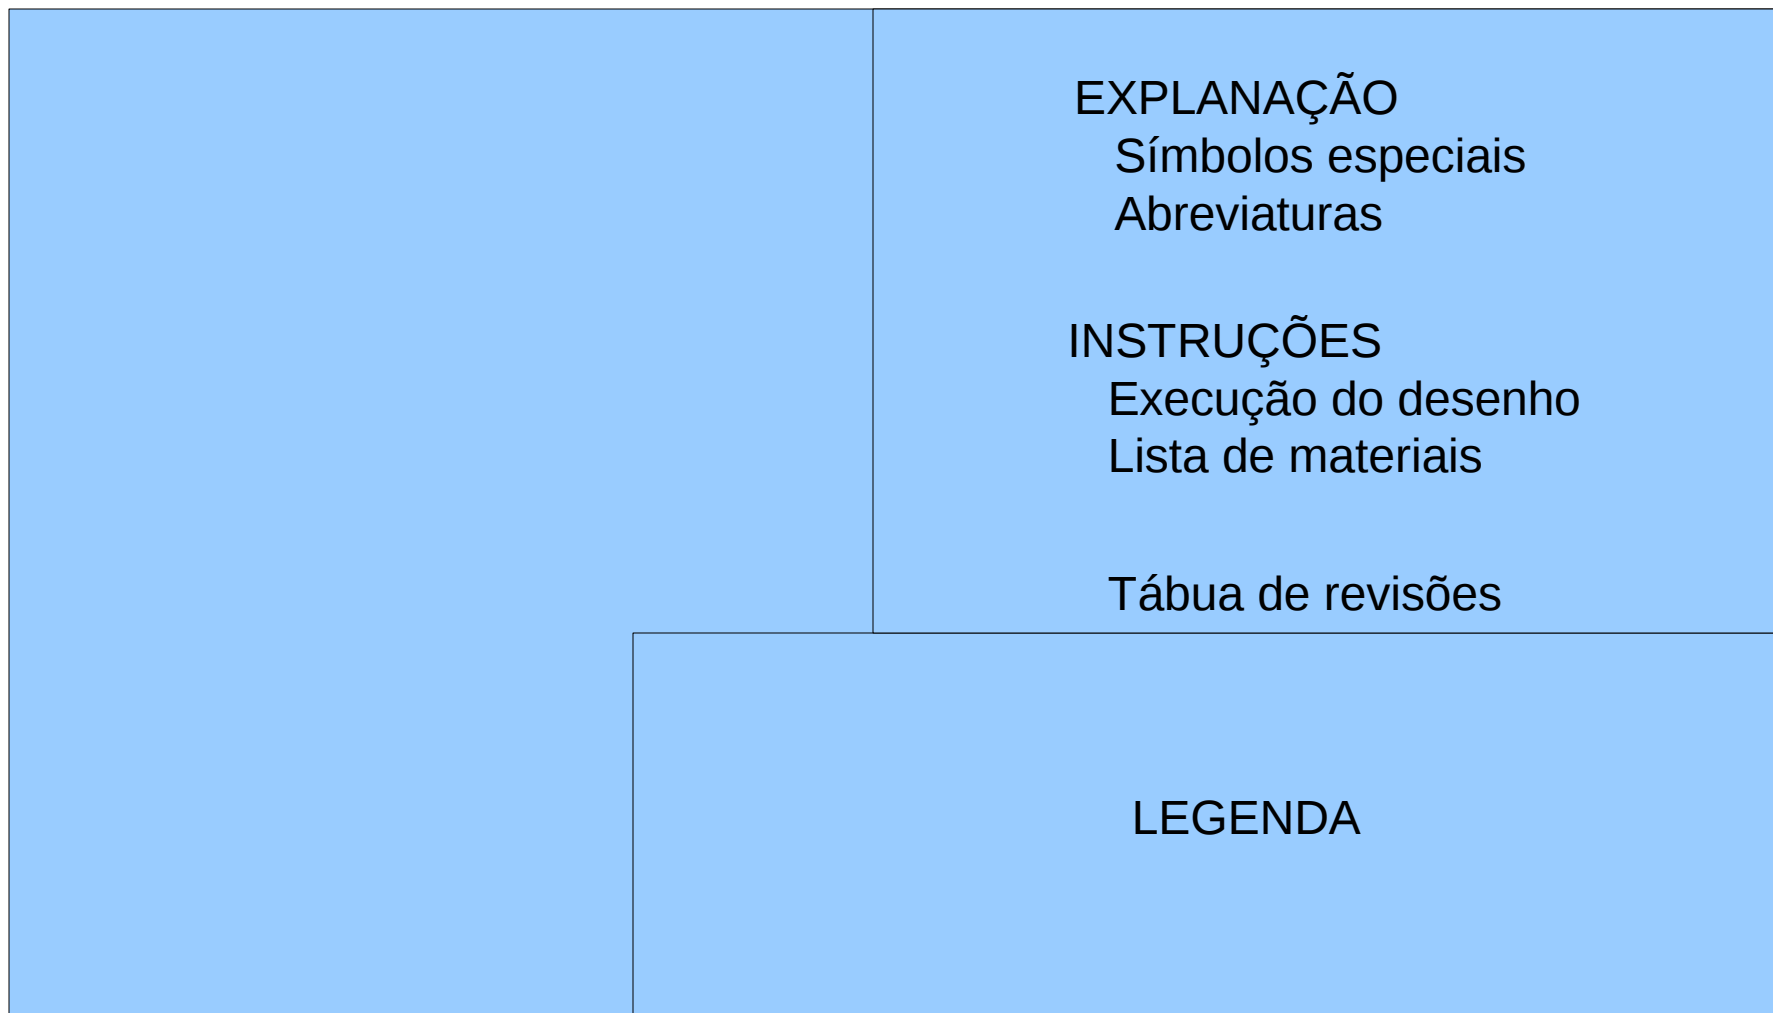 EXPLANAÇÃO
Símbolos especiais
Abreviaturas
INSTRUÇÕES
Execução do desenho
Lista de materiais
Tábua de revisões
LEGENDA